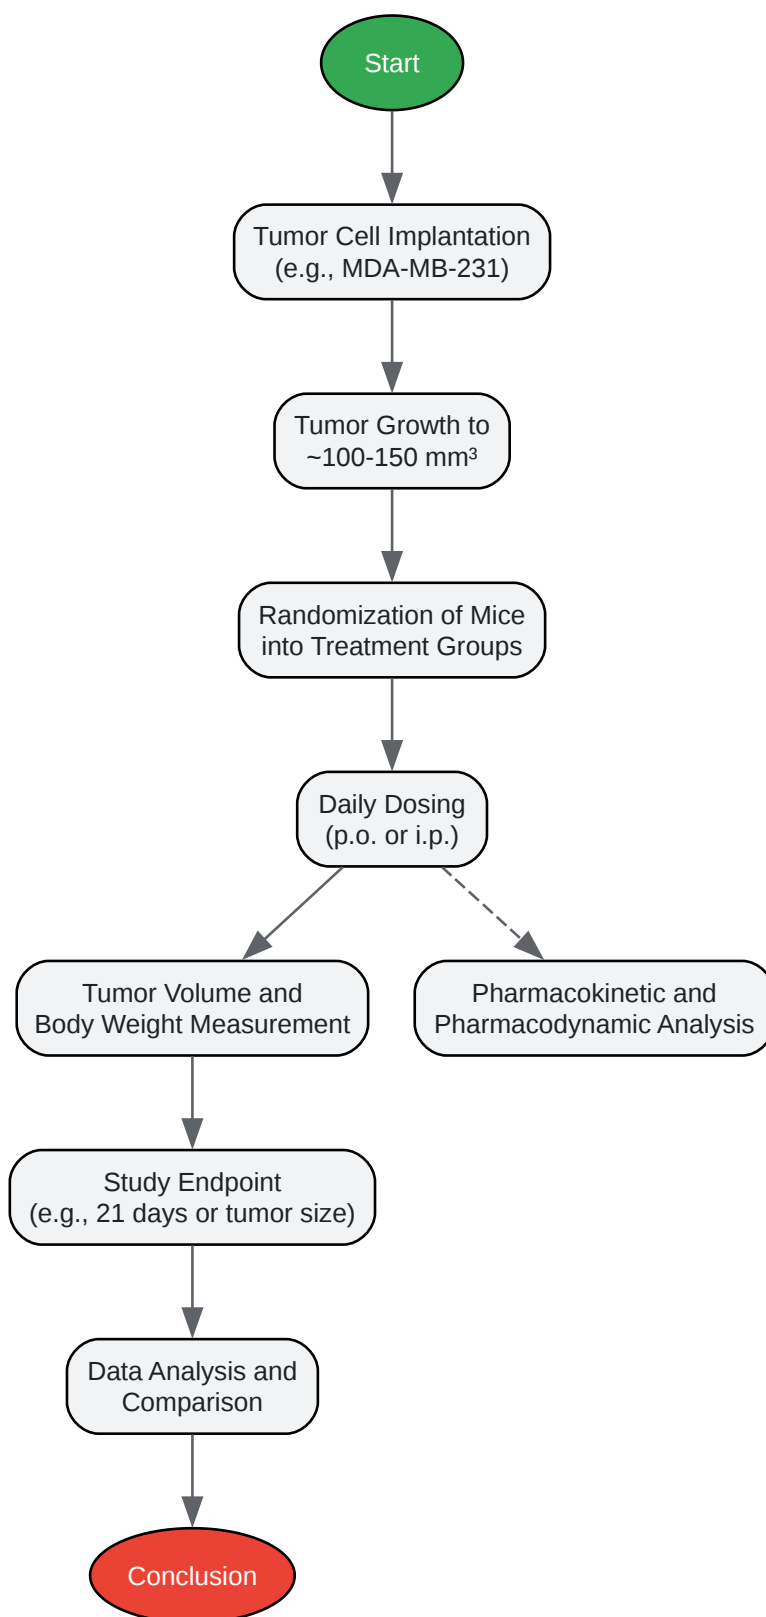 Start
Tumor Cell Implantation
(e.g., MDA-MB-231)
Tumor Growth to
~100-150 mm³
Randomization of Mice
into Treatment Groups
Daily Dosing
(p.o. or i.p.)
Tumor Volume and
Body Weight Measurement
Pharmacokinetic and
Pharmacodynamic Analysis
Study Endpoint
(e.g., 21 days or tumor size)
Data Analysis and
Comparison
Conclusion